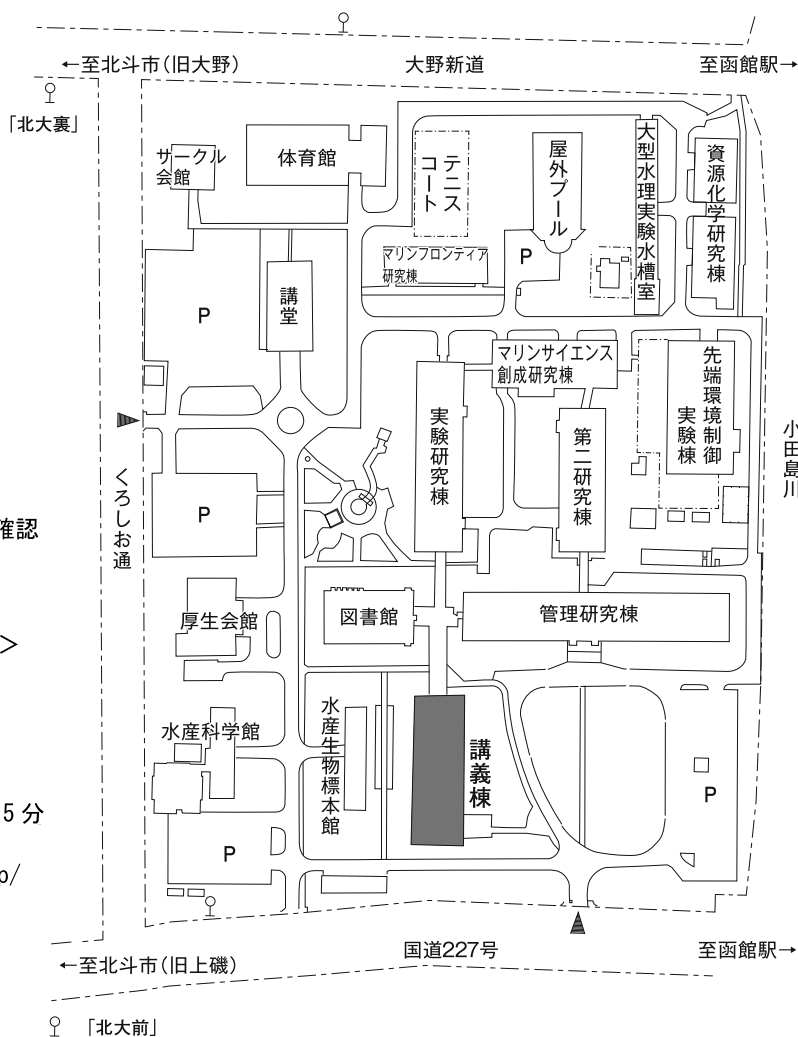 ←至北斗市(旧大野)
大野新道
至函館駅→
「北大裏」
サークル
会館
体育館
テニス
コート
屋外プール
大型水理実験水槽室
資源化学研究棟
マリンフロンティア
研究棟
P
講堂
P
マリンサイエンス
創成研究棟
先端環境制御
実験棟
実験研究棟
第二研究棟
小田島川
くろしお通
P
確認
厚生会館
図書館
管理研究棟
>
水産科学館
水産生物標本館
講義棟
P
5分
P
p/
国道227号
←至北斗市(旧上磯)
至函館駅→
「北大前」